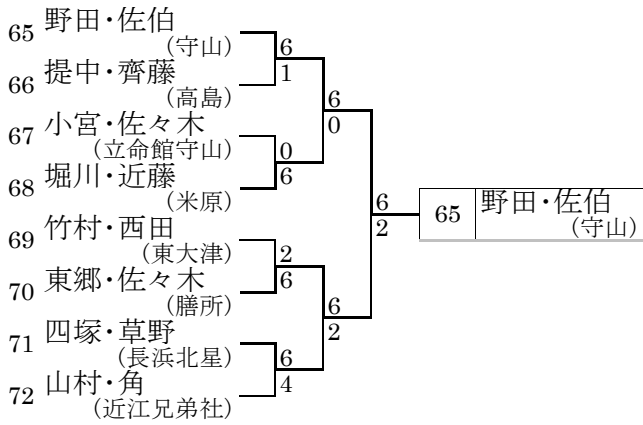 65 野田・佐伯
(守山)
66 提中・齊藤
(高島)
67 小宮・佐々木
(立命館守山)
68 堀川・近藤
(米原)
69 竹村・西田
(東大津)
70 東郷・佐々木
(膳所)
71 四塚・草野
(長浜北星)
72 山村・角
(近江兄弟社)
6
1
0
6
2
6
6
4
6
0
6
2
6
2
65 野田・佐伯
(守山)